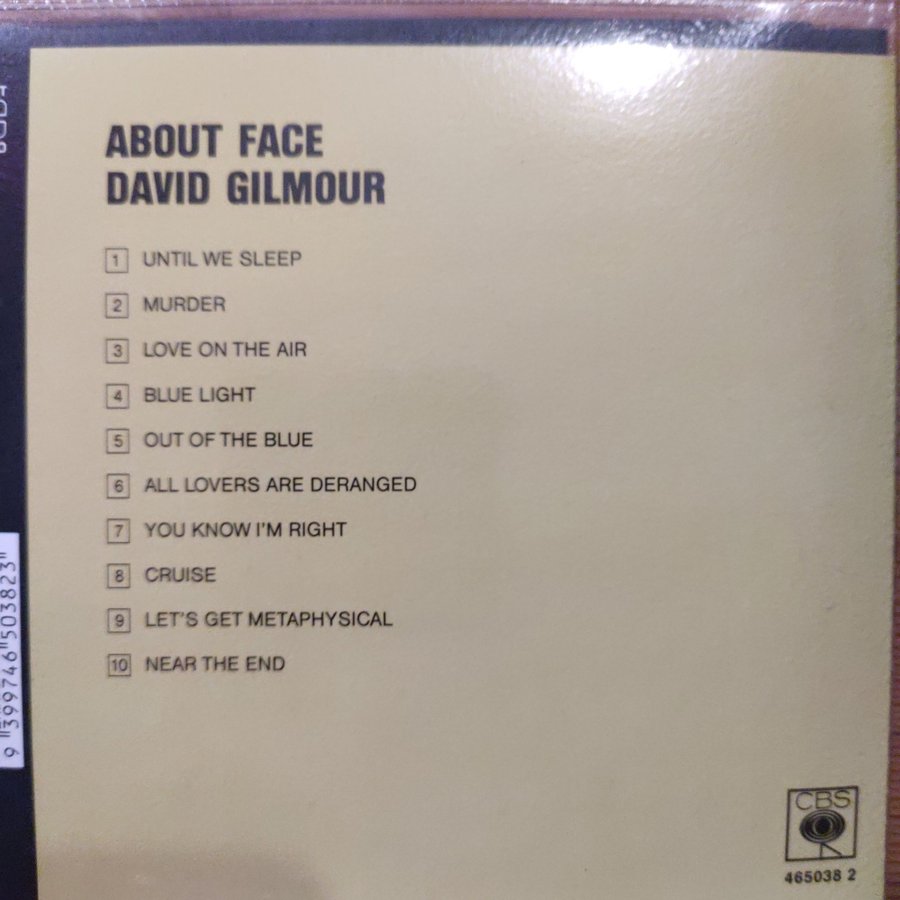 ABOUT FACE
DAVID GILMOUR
1 UNTIL WE SLEEP
2 MURDER
3 LOVE ON THE AIR
4 BLUE LIGHT
5 OUT OF THE BLUE
6 ALL LOVERS ARE DERANGED
7 YOU KNOW I'M RIGHT
8 CRUISE
9 LET'S GET METAPHYSICAL
10 NEAR THE END
CBS
465038 2
9 399746 503823